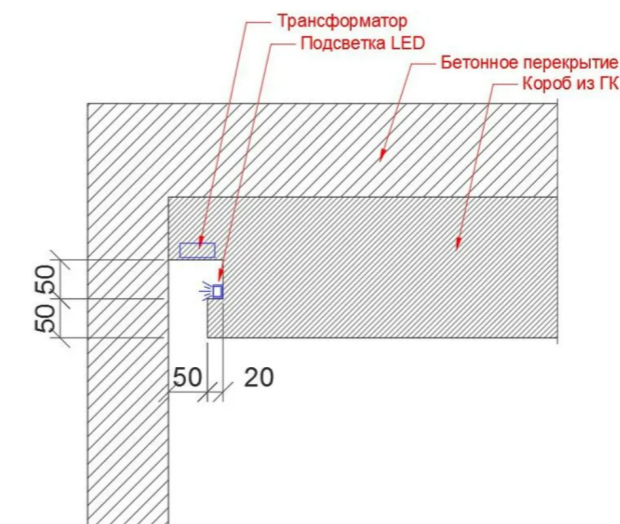 Трансформатор
Подсветка LED
Бетонное перекрытие
Короб из ГК
50
50
50 20